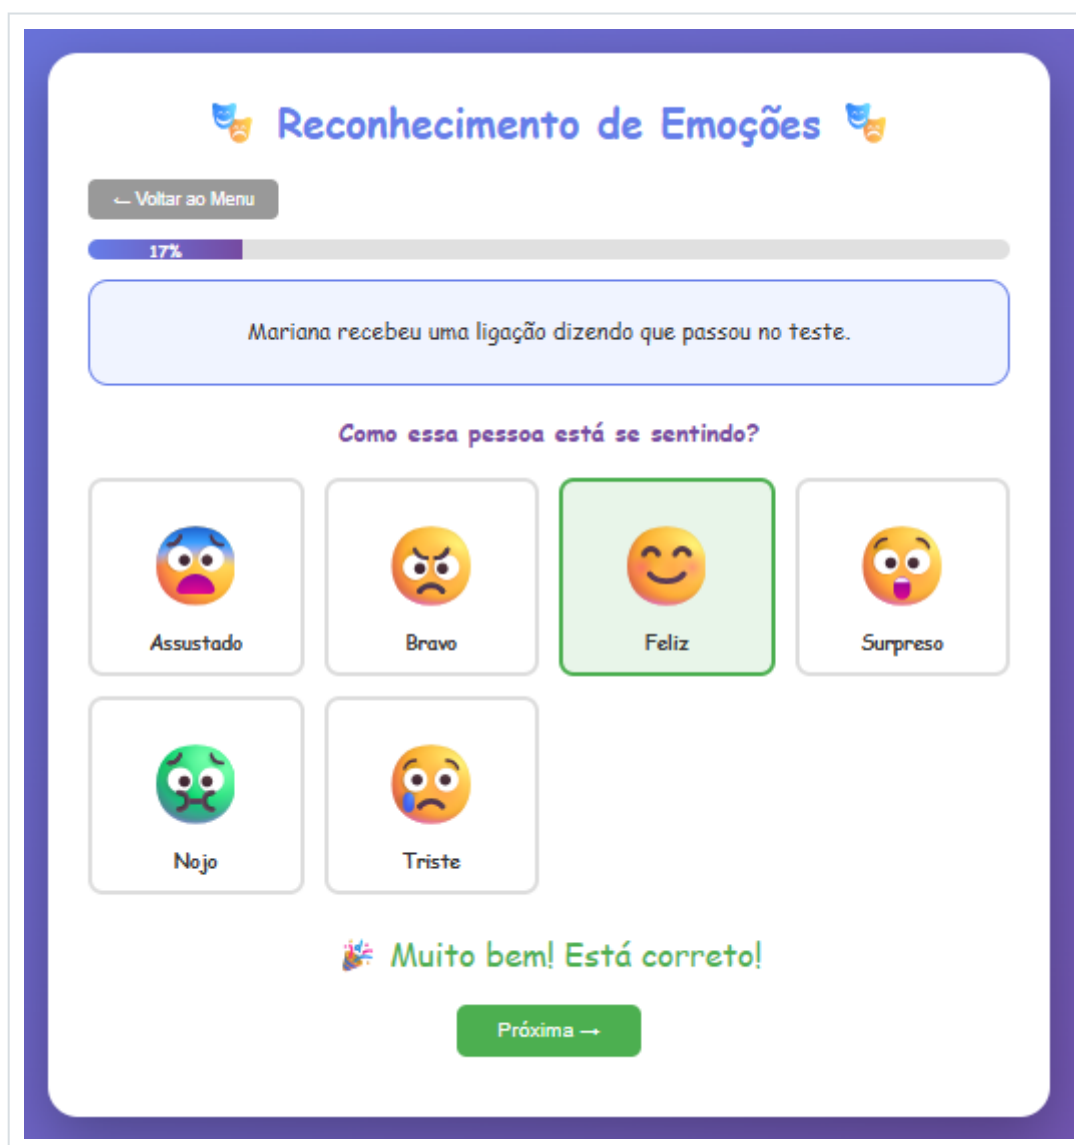 Reconhecimento de Emoções
← Voltar ao Menu
17%
Mariana recebeu uma ligação dizendo que passou no teste.
Como essa pessoa está se sentindo?
Assustado Bravo Feliz Surpreso
Nojo Triste
Muito bem! Está correto!
Próxima →